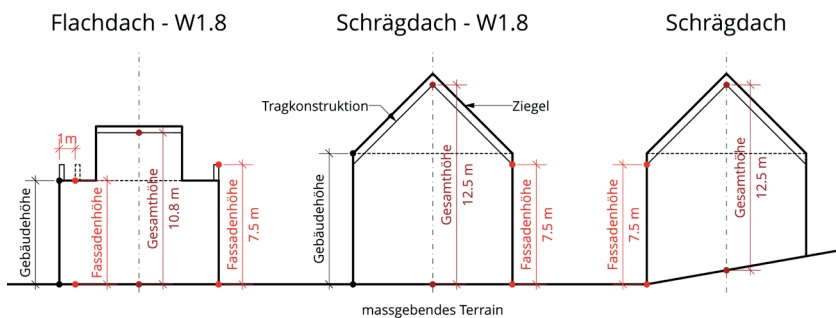 Flachdach - W1.8
Schrägdach - W1.8
Schrägdach
Tragkonstruktion
Ziegel
1m
Gebäudehöhe
Fassadenhöhe
Gesamthöhe
10.8 m
Fassadenhöhe
7.5 m
Gebäudehöhe
Gesamthöhe
12.5 m
Fassadenhöhe
7.5 m
Fassadenhöhe
7.5 m
Gesamthöhe
12.5 m
massgebendes Terrain